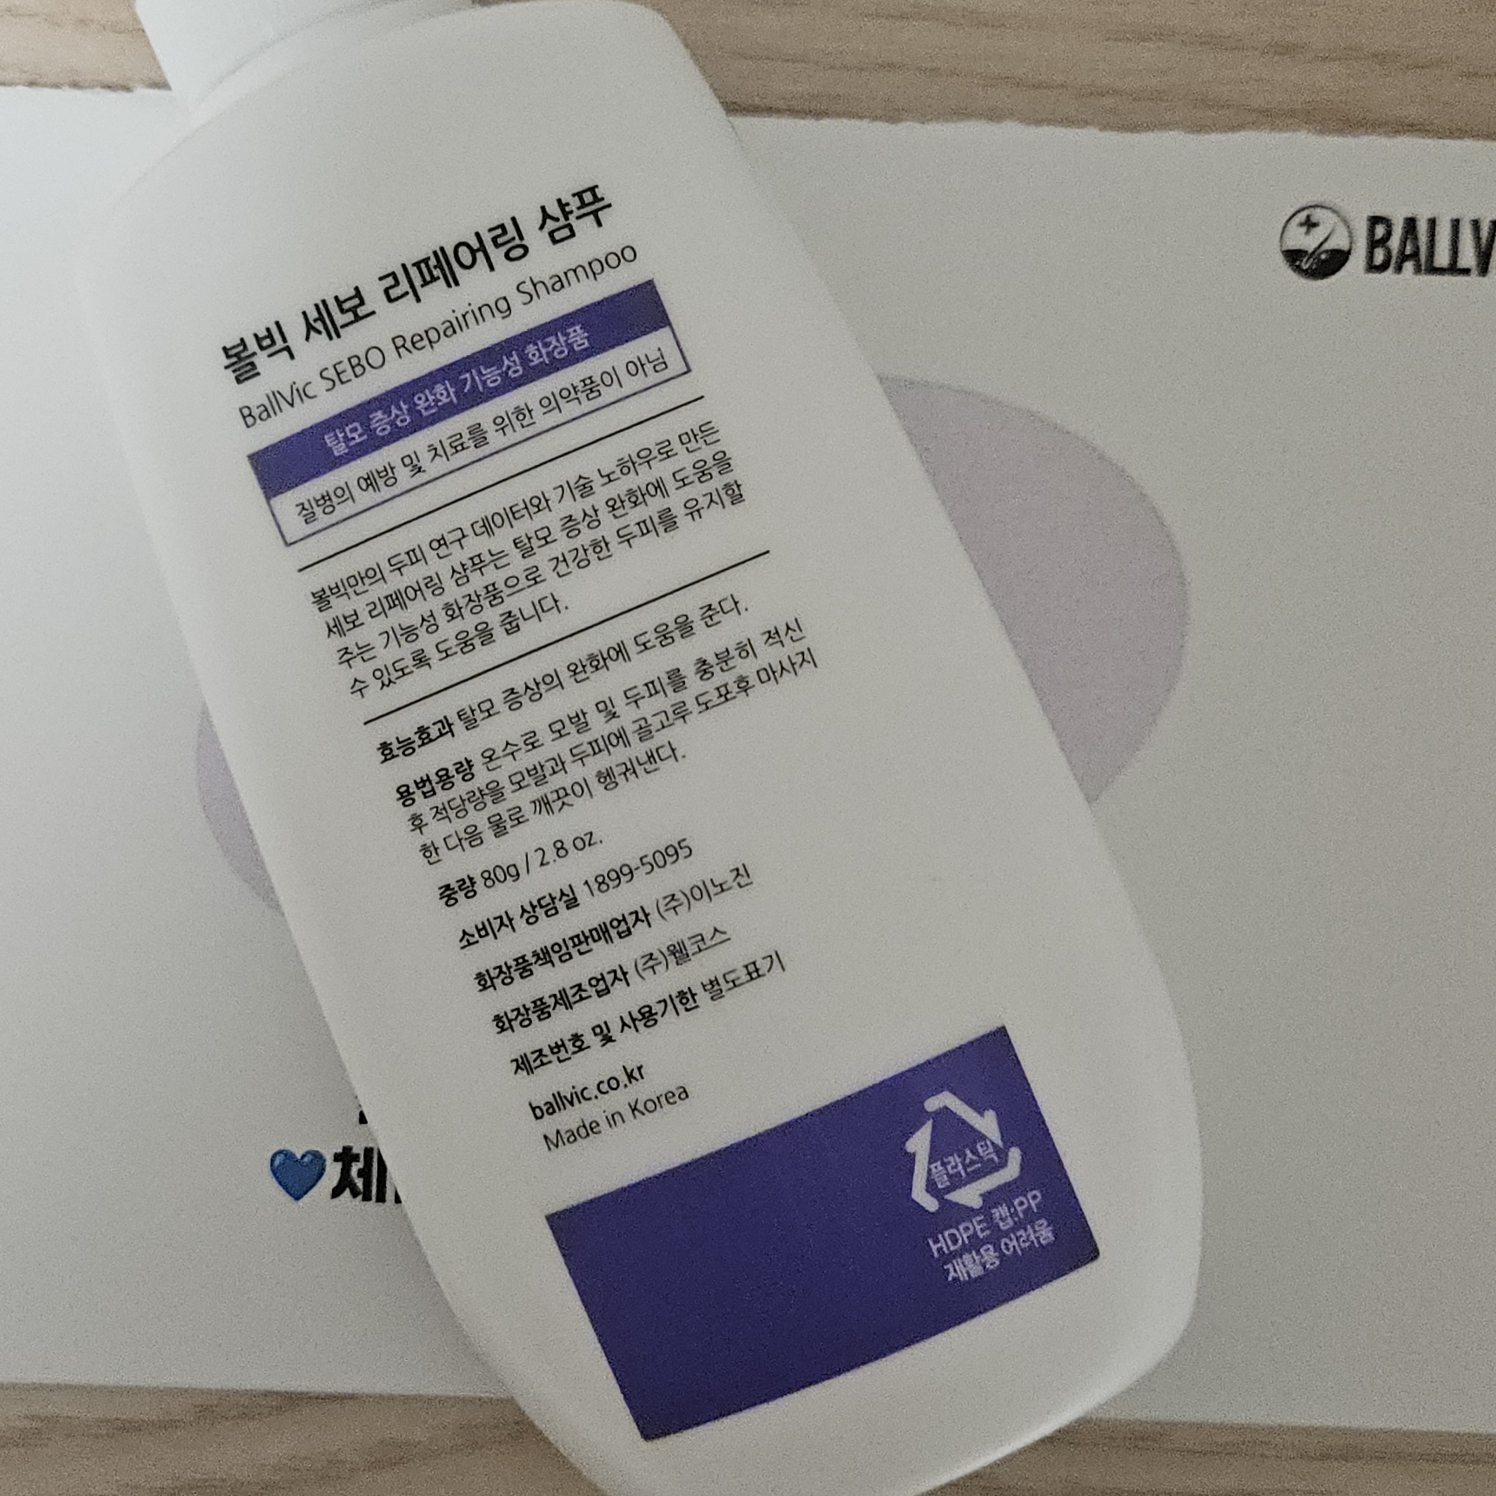 볼빅 세보 리페어링 샴푸
BallVic SEBO Repairing Shampoo
탈모 증상 완화 기능성 화장품
질병의 예방 및 치료를 위한 의약품이 아님
볼빅만의 두피 연구 데이터와 기술 노하우로 만든
세보 리페어링 샴푸는 탈모 증상 완화에 도움을
주는 기능성 화장품으로 건강한 두피를 유지할
수 있도록 도움을 줍니다.
효능효과 탈모 증상의 완화에 도움을 준다.
용법용량 온수로 모발 및 두피를 충분히 적신
후 적당량을 모발과 두피에 골고루 도포후 마사지
한 다음 물로 깨끗이 헹궈낸다.
중량 80g / 2.8 oz.
소비자 상담실 1899-5095
화장품책임판매업자 (주)이노진
화장품제조업자 (주)웰코스
제조번호 및 사용기한 별도표기
ballvic.co.kr
Made in Korea
플라스틱
HDPE 캡:PP
재활용 어려움
BALLV
💙체